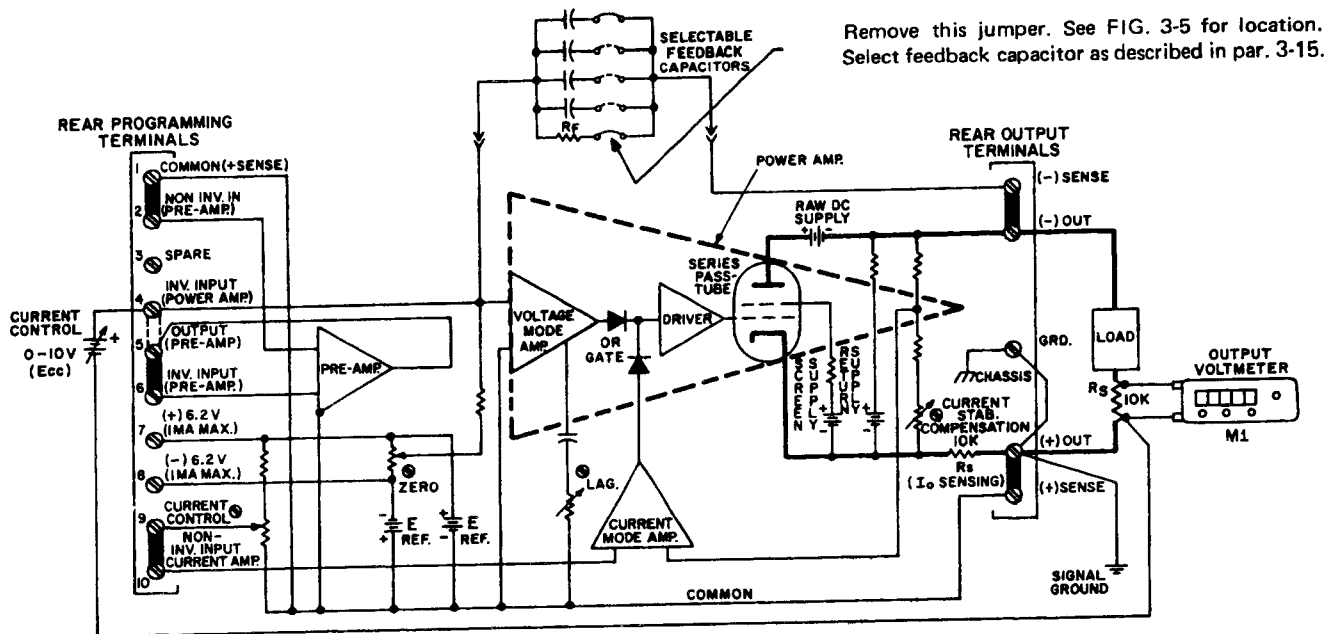 Remove this jumper. See FIG. 3-5 for location.
Select feedback capacitor as described in par. 3-15.
SELECTABLE
FEEDBACK
CAPACITORS
RF
REAR PROGRAMMING
TERMINALS
1
COMMON (+SENSE)
NON INV. IN
2
(PRE-AMP.)
3
SPARE
INV. INPUT
4
(POWER AMP.)
OUTPUT
5
(PRE-AMP)
INV. INPUT
6
(PRE-AMP.)
(+) 6.2V
7
(IMA MAX.)
(-) 6.2V
8
(IMA MAX.)
CURRENT
9
CONTROL
NON-
INV. INPUT
CURRENT AMP.
10
CURRENT
CONTROL
+
0-10V
(Ecc)
PRE-AMP.
ZERO
- E
+ REF.
+ E
- REF.
LAG.
POWER AMP.
VOLTAGE
MODE
AMP.
OR
GATE
DRIVER
SERIES
PASS-
TUBE
RAW DC
SUPPLY
+ -
CURRENT
MODE AMP.
SCREEN
SUPPLY
+
-
RETURN
SUPPLY
+
-
CURRENT
STAB.
COMPENSATION
10K
Rs
(Io SENSING)
COMMON
REAR OUTPUT
TERMINALS
(-) SENSE
(-) OUT
GRD.
CHASSIS
(+) OUT
(+) SENSE
SIGNAL
GROUND
LOAD
Rs
10K
OUTPUT
VOLTMETER
M1